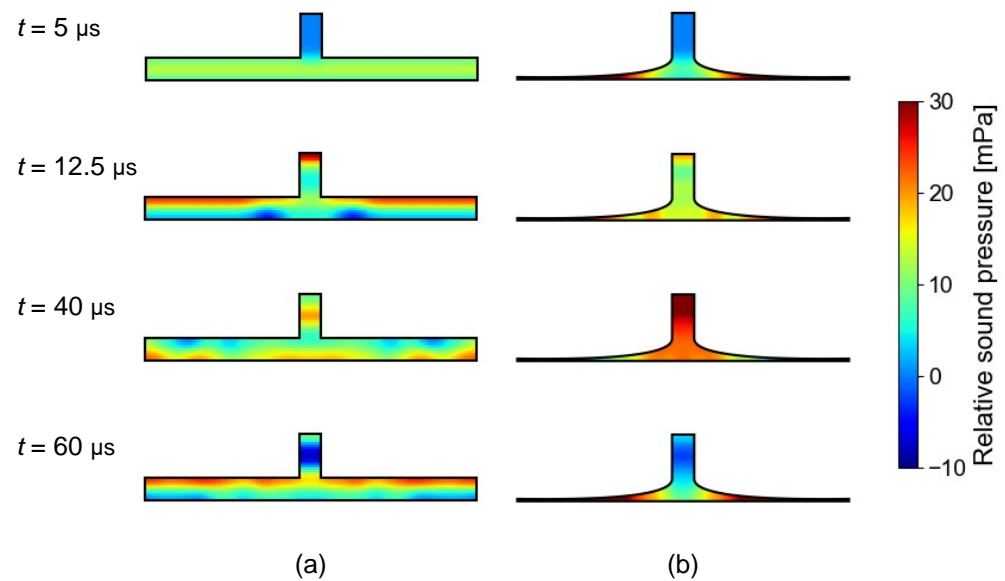 t = 5 µs
t = 12.5 µs
t = 40 µs
t = 60 µs
30
20
10
0
−10
Relative sound pressure [mPa]
(a)
(b)